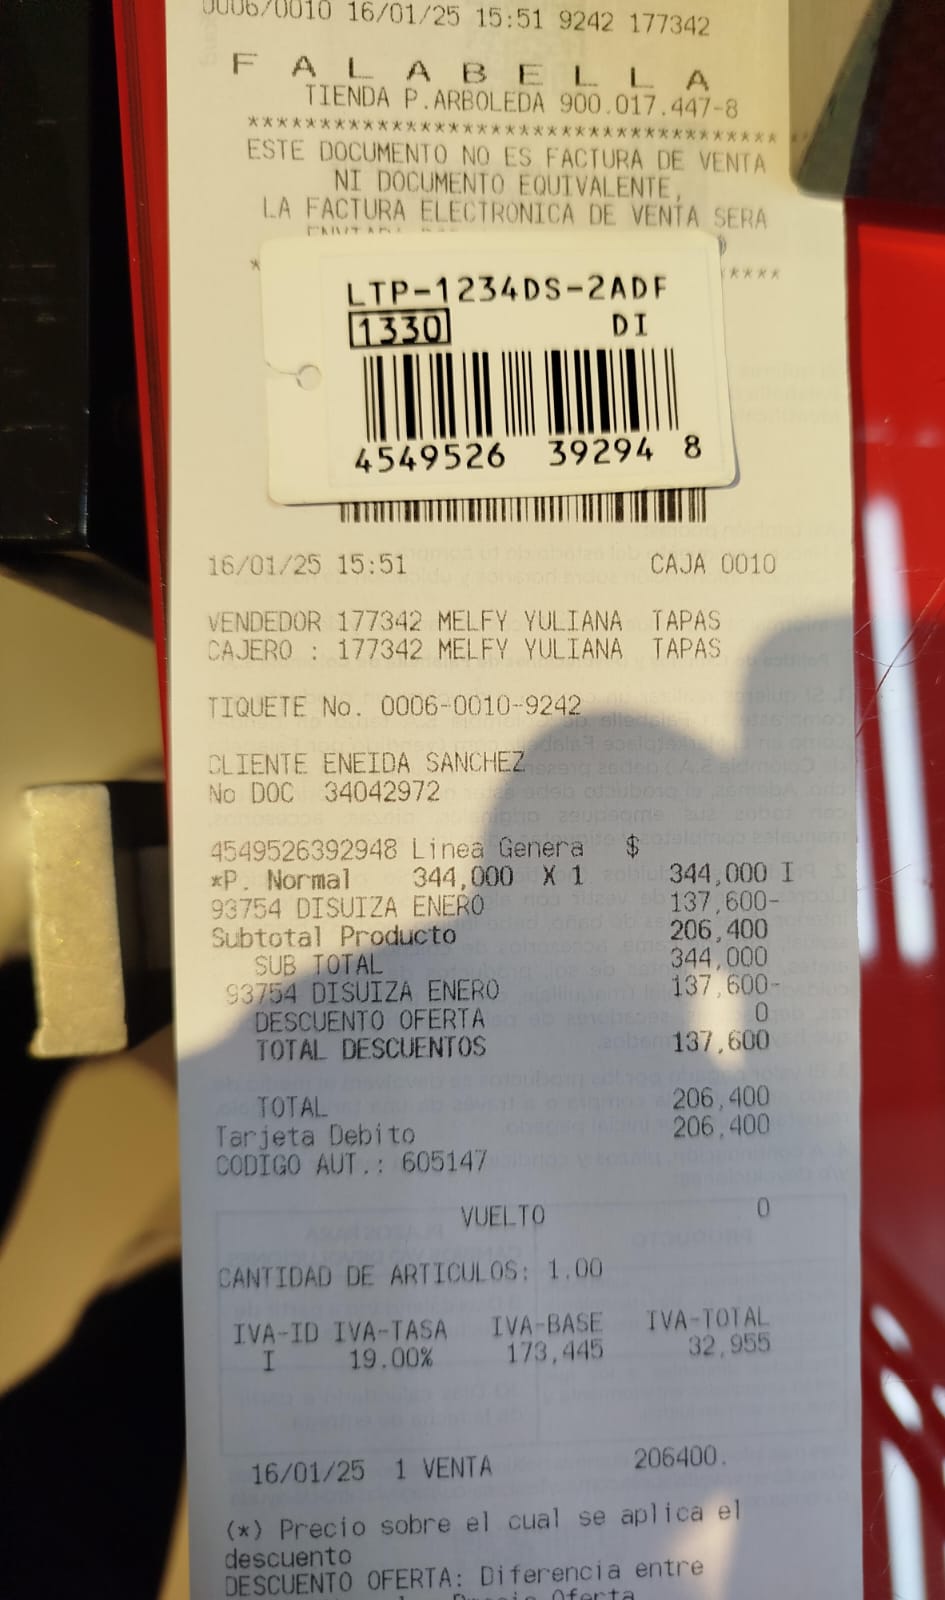 0006/0010 16/01/25 15:51 9242 177342
F A L A B E L L A
TIENDA P.ARBOLEDA 900.017.447-8
*************************************
ESTE DOCUMENTO NO ES FACTURA DE VENTA
NI DOCUMENTO EQUIVALENTE,
LA FACTURA ELECTRONICA DE VENTA SERA
LTP-1234DS-2ADF
1330 DI
4549526 39294 8
16/01/25 15:51 CAJA 0010
VENDEDOR 177342 MELFY YULIANA TAPAS
CAJERO : 177342 MELFY YULIANA TAPAS
TIQUETE No. 0006-0010-9242
CLIENTE ENEIDA SANCHEZ
No DOC 34042972
4549526392948 Linea Genera $
*P. Normal 344,000 X 1 344,000 I
93754 DISUIZA ENERO 137,600-
Subtotal Producto 206,400
SUB TOTAL 344,000
93754 DISUIZA ENERO 137,600-
DESCUENTO OFERTA 0
TOTAL DESCUENTOS 137,600
TOTAL 206,400
Tarjeta Debito 206,400
CODIGO AUT.: 605147
VUELTO 0
CANTIDAD DE ARTICULOS: 1.00
IVA-ID IVA-TASA IVA-BASE IVA-TOTAL
I 19.00% 173,445 32,955
16/01/25 1 VENTA 206400.
(*) Precio sobre el cual se aplica el
descuento
DESCUENTO OFERTA: Diferencia entre
Precio Oferta